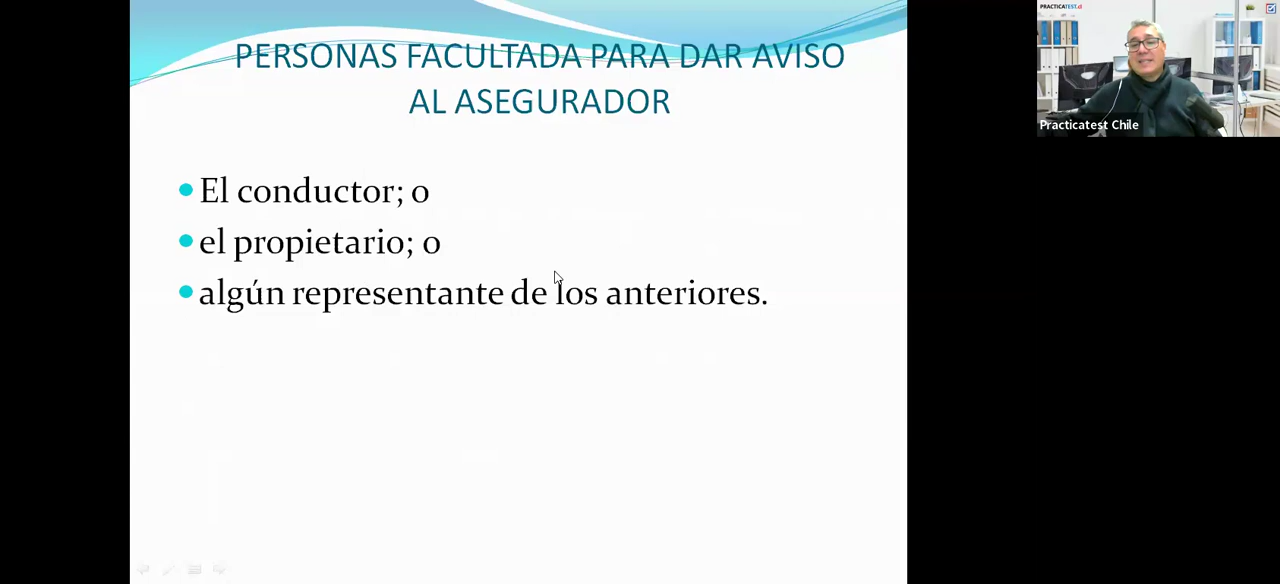 PERSONAS FACULTADA PARA DAR AVISO
AL ASEGURADOR
El conductor; o
el propietario; o
algún representante de los anteriores.
PRACTICATEST.cl
Practicatest Chile